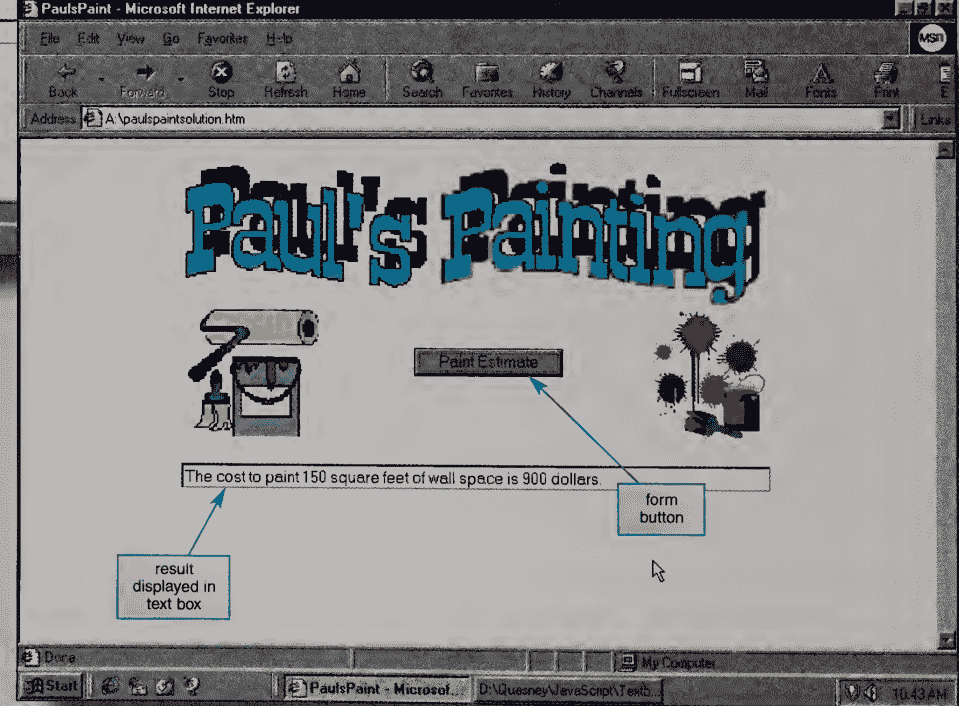 PaulsPaint - Microsoft Internet Explorer
File Edit View Go Favorites Help
msn
Back Forward Stop Refresh Home Search Favorites History Channels Fullscreen Mail Fonts Print E
Address A:\paulspaintsolution.htm Links
Paul's Painting
Paint Estimate
The cost to paint 150 square feet of wall space is 900 dollars.
form
button
result
displayed in
text box
Done My Computer
Start PaulsPaint - Microsof... D:\Quasney\JavaScript\Textb... 10:43 AM